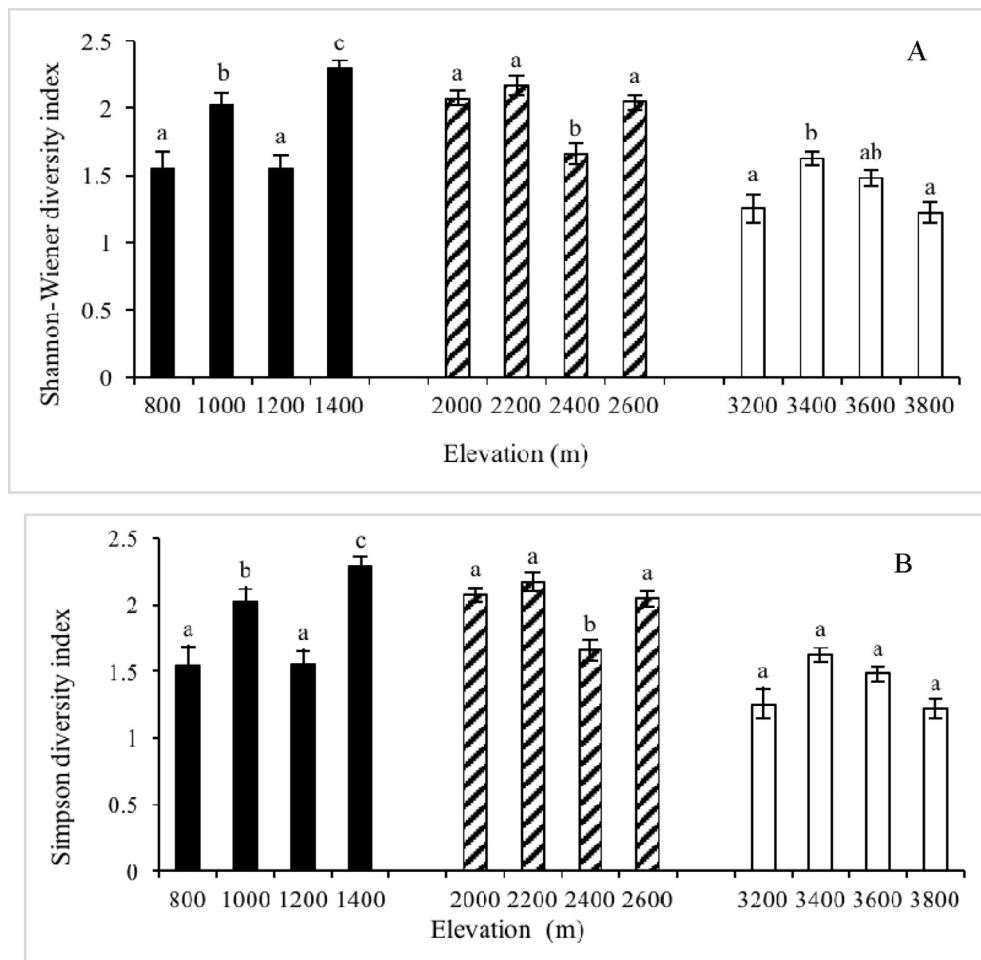 A
Shannon-Wiener diversity index
2.5
2
1.5
1
0.5
0
a b a c a a b a a b ab a
800 1000 1200 1400 2000 2200 2400 2600 3200 3400 3600 3800
Elevation (m)
B
Simpson diversity index
2.5
2
1.5
1
0.5
0
a b a c a a b a a a a a
800 1000 1200 1400 2000 2200 2400 2600 3200 3400 3600 3800
Elevation (m)